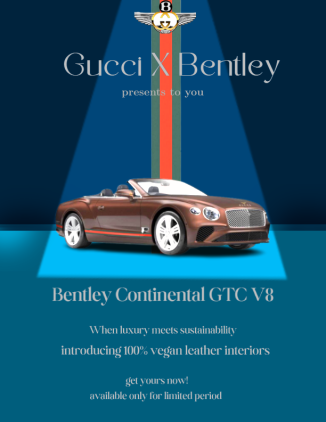 8
Gucci X Bentley
presents to you
Bentley Continental GTC V8
When luxury meets sustainability
introducing 100% vegan leather interiors
get yours now!
available only for limited period